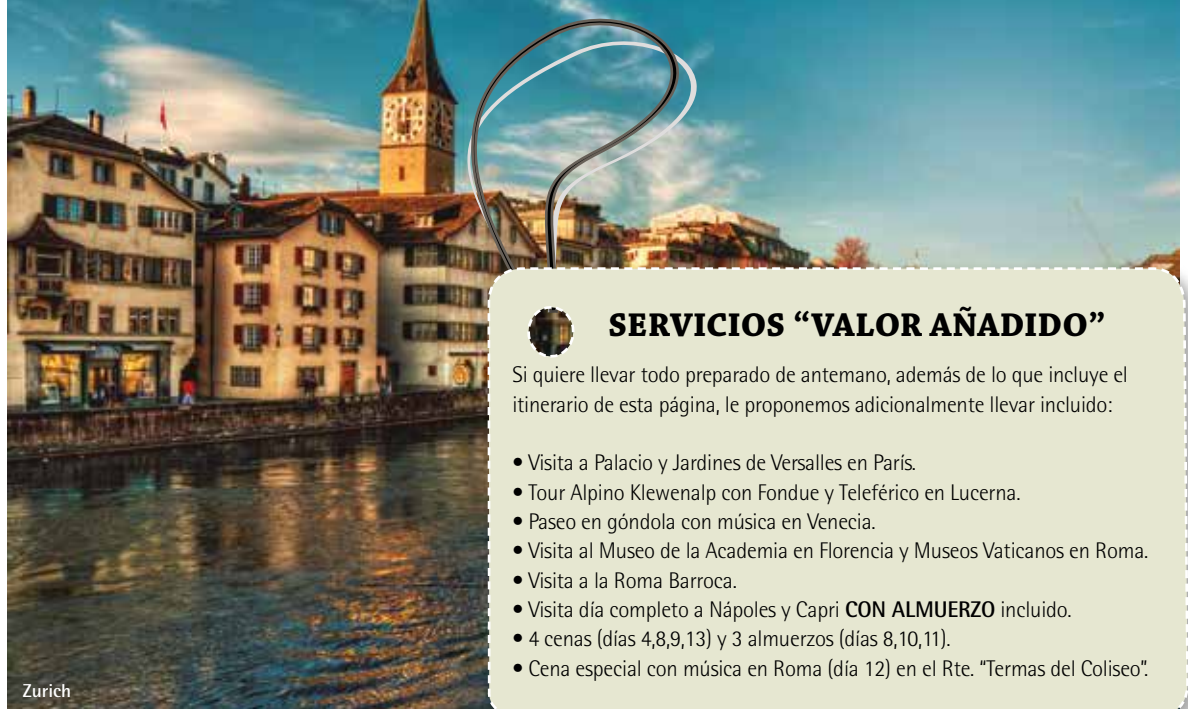 SERVICIOS “VALOR AÑADIDO”
Si quiere llevar todo preparado de antemano, además de lo que incluye el
itinerario de esta página, le proponemos adicionalmente llevar incluido:
• Visita a Palacio y Jardines de Versalles en París.
• Tour Alpino Klewenalp con Fondue y Teleférico en Lucerna.
• Paseo en góndola con música en Venecia.
• Visita al Museo de la Academia en Florencia y Museos Vaticanos en Roma.
• Visita a la Roma Barroca.
• Visita día completo a Nápoles y Capri CON ALMUERZO incluido.
• 4 cenas (días 4,8,9,13) y 3 almuerzos (días 8,10,11).
• Cena especial con música en Roma (día 12) en el Rte. “Termas del Coliseo”.
Zurich